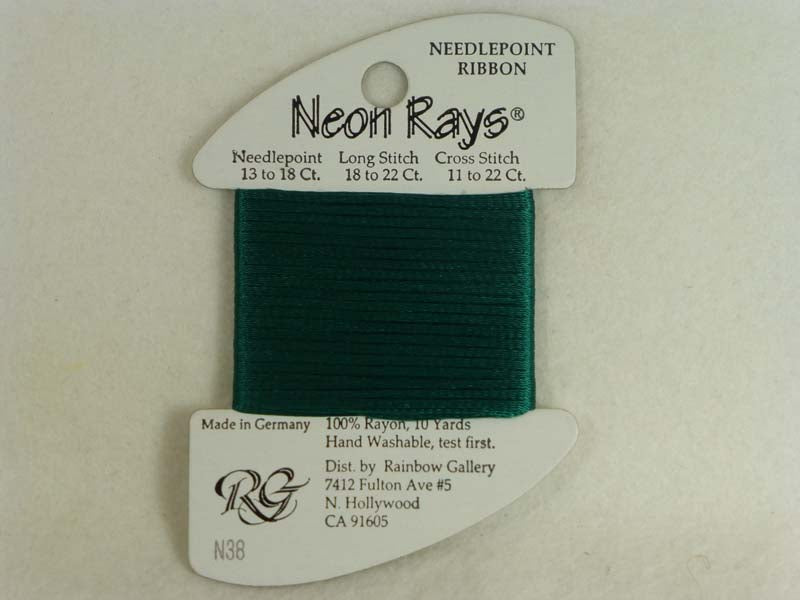 NEEDLEPOINT
RIBBON
Neon Rays®
Needlepoint Long Stitch Cross Stitch
13 to 18 Ct. 18 to 22 Ct. 11 to 22 Ct.
Made in Germany 100% Rayon, 10 Yards
Hand Washable, test first.
Dist. by Rainbow Gallery
7412 Fulton Ave #5
N. Hollywood
CA 91605
RG
N38